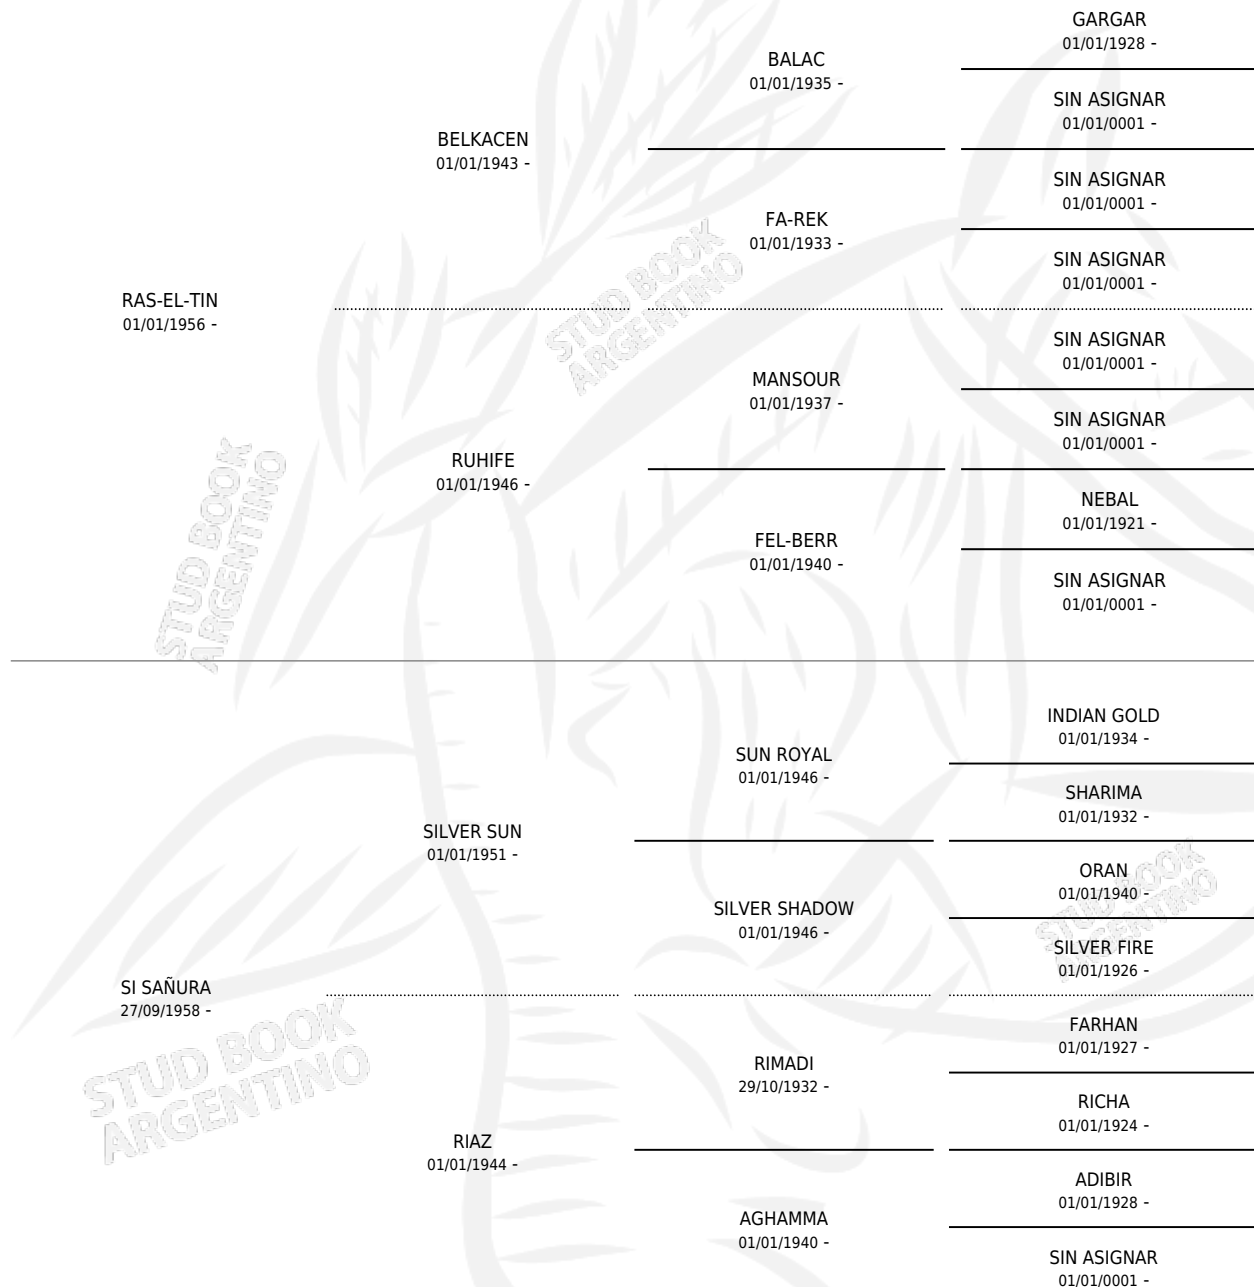 GARGAR
01/01/1928 -
BALAC
01/01/1935 -
SIN ASIGNAR
01/01/0001 -
BELKACEN
01/01/1943 -
SIN ASIGNAR
01/01/0001 -
FA-REK
01/01/1933 -
SIN ASIGNAR
01/01/0001 -
RAS-EL-TIN
01/01/1956 -
STUD BOOK
ARGENTINO
SIN ASIGNAR
01/01/0001 -
MANSOUR
01/01/1937 -
SIN ASIGNAR
01/01/0001 -
RUHIFE
01/01/1946 -
NEBAL
01/01/1921 -
FEL-BERR
01/01/1940 -
SIN ASIGNAR
01/01/0001 -
STUD BOOK
ARGENTINO
INDIAN GOLD
01/01/1934 -
SUN ROYAL
01/01/1946 -
SHARIMA
01/01/1932 -
SILVER SUN
01/01/1951 -
ORAN
01/01/1940 -
SILVER SHADOW
01/01/1946 -
STUD BOOK
ARGENTINO
SILVER FIRE
01/01/1926 -
SI SAÑURA
27/09/1958 -
STUD BOOK
ARGENTINO
FARHAN
01/01/1927 -
RIMADI
29/10/1932 -
RICHA
01/01/1924 -
RIAZ
01/01/1944 -
ADIBIR
01/01/1928 -
AGHAMMA
01/01/1940 -
SIN ASIGNAR
01/01/0001 -